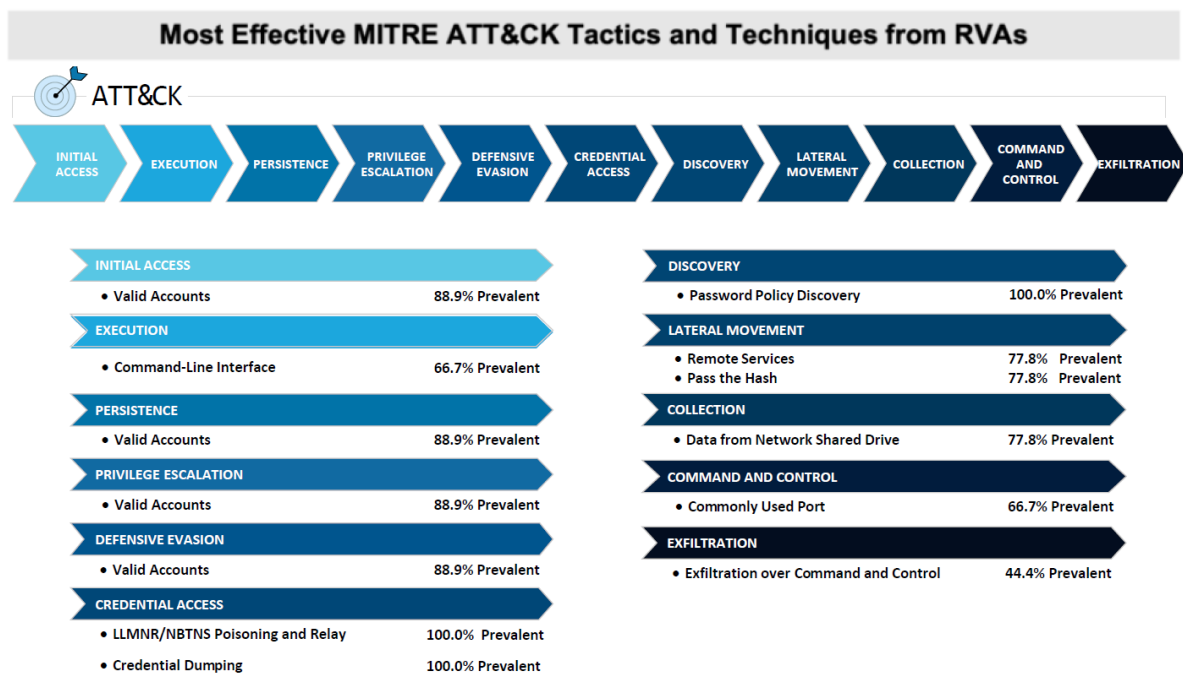 Most Effective MITRE ATT&CK Tactics and Techniques from RVAs
ATT&CK
INITIAL
ACCESS
EXECUTION
PERSISTENCE
PRIVILEGE
ESCALATION
DEFENSIVE
EVASION
CREDENTIAL
ACCESS
DISCOVERY
LATERAL
MOVEMENT
COLLECTION
COMMAND
AND
CONTROL
EXFILTRATION
INITIAL ACCESS
• Valid Accounts 88.9% Prevalent
EXECUTION
• Command-Line Interface 66.7% Prevalent
PERSISTENCE
• Valid Accounts 88.9% Prevalent
PRIVILEGE ESCALATION
• Valid Accounts 88.9% Prevalent
DEFENSIVE EVASION
• Valid Accounts 88.9% Prevalent
CREDENTIAL ACCESS
• LLMNR/NBTNS Poisoning and Relay 100.0% Prevalent
• Credential Dumping 100.0% Prevalent
DISCOVERY
• Password Policy Discovery 100.0% Prevalent
LATERAL MOVEMENT
• Remote Services 77.8% Prevalent
• Pass the Hash 77.8% Prevalent
COLLECTION
• Data from Network Shared Drive 77.8% Prevalent
COMMAND AND CONTROL
• Commonly Used Port 66.7% Prevalent
EXFILTRATION
• Exfiltration over Command and Control 44.4% Prevalent